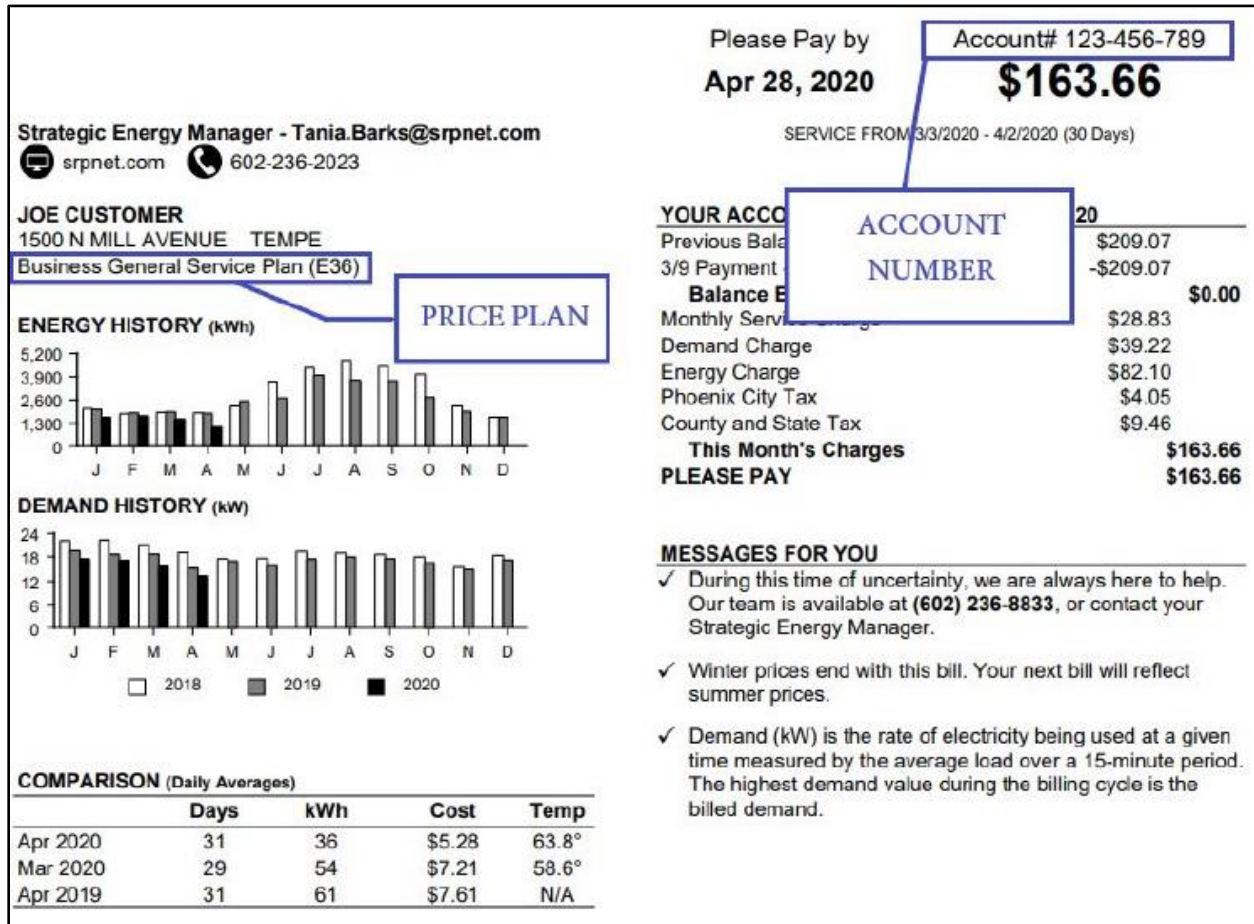 Please Pay by
Account# 123-456-789
Apr 28, 2020
$163.66
SERVICE FROM 3/3/2020 - 4/2/2020 (30 Days)
Strategic Energy Manager - Tania.Barks@srpnet.com
srpnet.com 602-236-2023
JOE CUSTOMER
1500 N MILL AVENUE TEMPE
Business General Service Plan (E36)
PRICE PLAN
ENERGY HISTORY (kWh)
5,200
3,900
2,600
1,300
0
J F M A M J J A S O N D
DEMAND HISTORY (kW)
24
18
12
6
0
J F M A M J J A S O N D
2018 2019 2020
COMPARISON (Daily Averages)
Days kWh Cost Temp
Apr 2020 31 36 $5.28 63.8°
Mar 2020 29 54 $7.21 58.6°
Apr 2019 31 61 $7.61 N/A
ACCOUNT
NUMBER
YOUR 20
Previous $209.07
3/9 Payment -$209.07
Balance $0.00
Monthly $28.83
Demand Charge $39.22
Energy Charge $82.10
Phoenix City Tax $4.05
County and State Tax $9.46
This Month's Charges $163.66
PLEASE PAY $163.66
MESSAGES FOR YOU
✓ During this time of uncertainty, we are always here to help.
Our team is available at (602) 236-8833, or contact your
Strategic Energy Manager.
✓ Winter prices end with this bill. Your next bill will reflect
summer prices.
✓ Demand (kW) is the rate of electricity being used at a given
time measured by the average load over a 15-minute period.
The highest demand value during the billing cycle is the
billed demand.